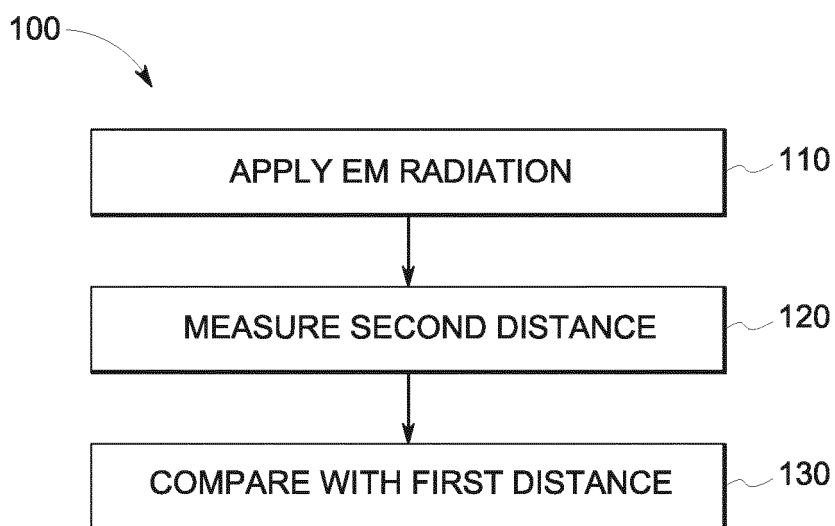 100
APPLY EM RADIATION
110
MEASURE SECOND DISTANCE
120
COMPARE WITH FIRST DISTANCE
130